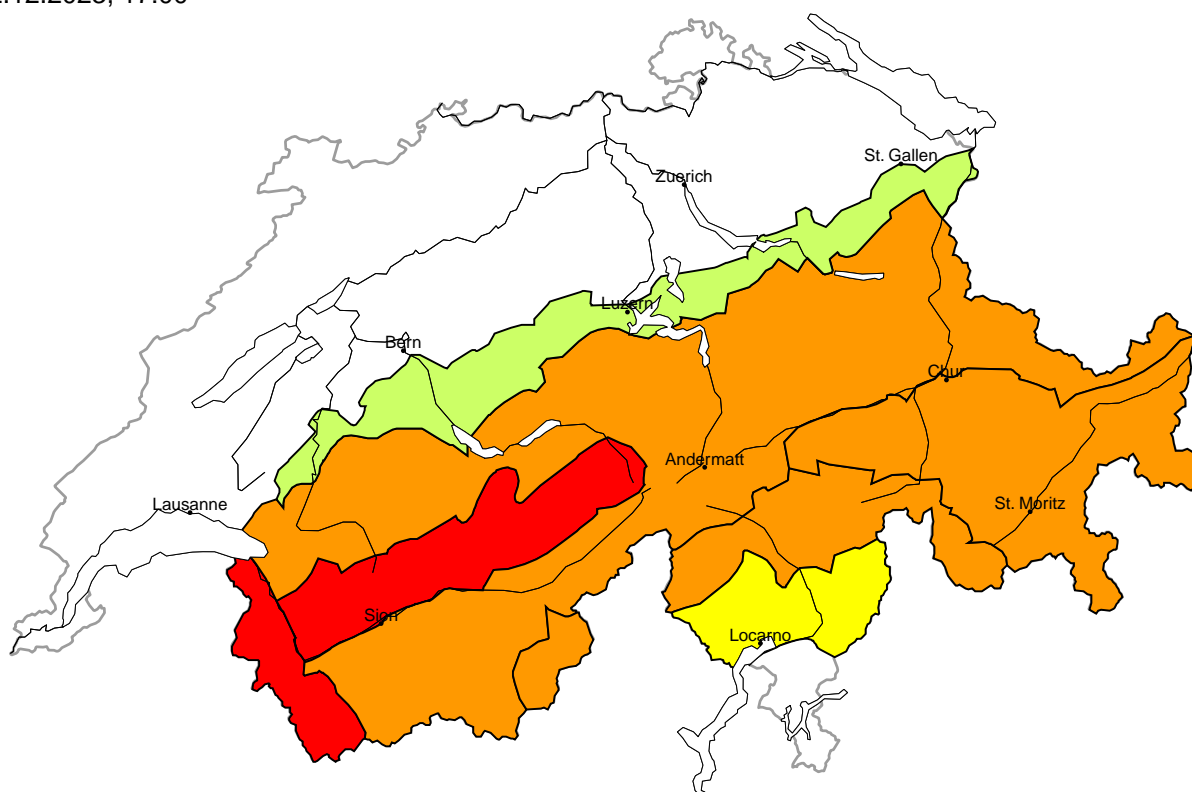 St. Gallen
Zuerich
Luzern
Bern
Chur
Andermatt
Lausanne
St. Moritz
Sion
Locarno